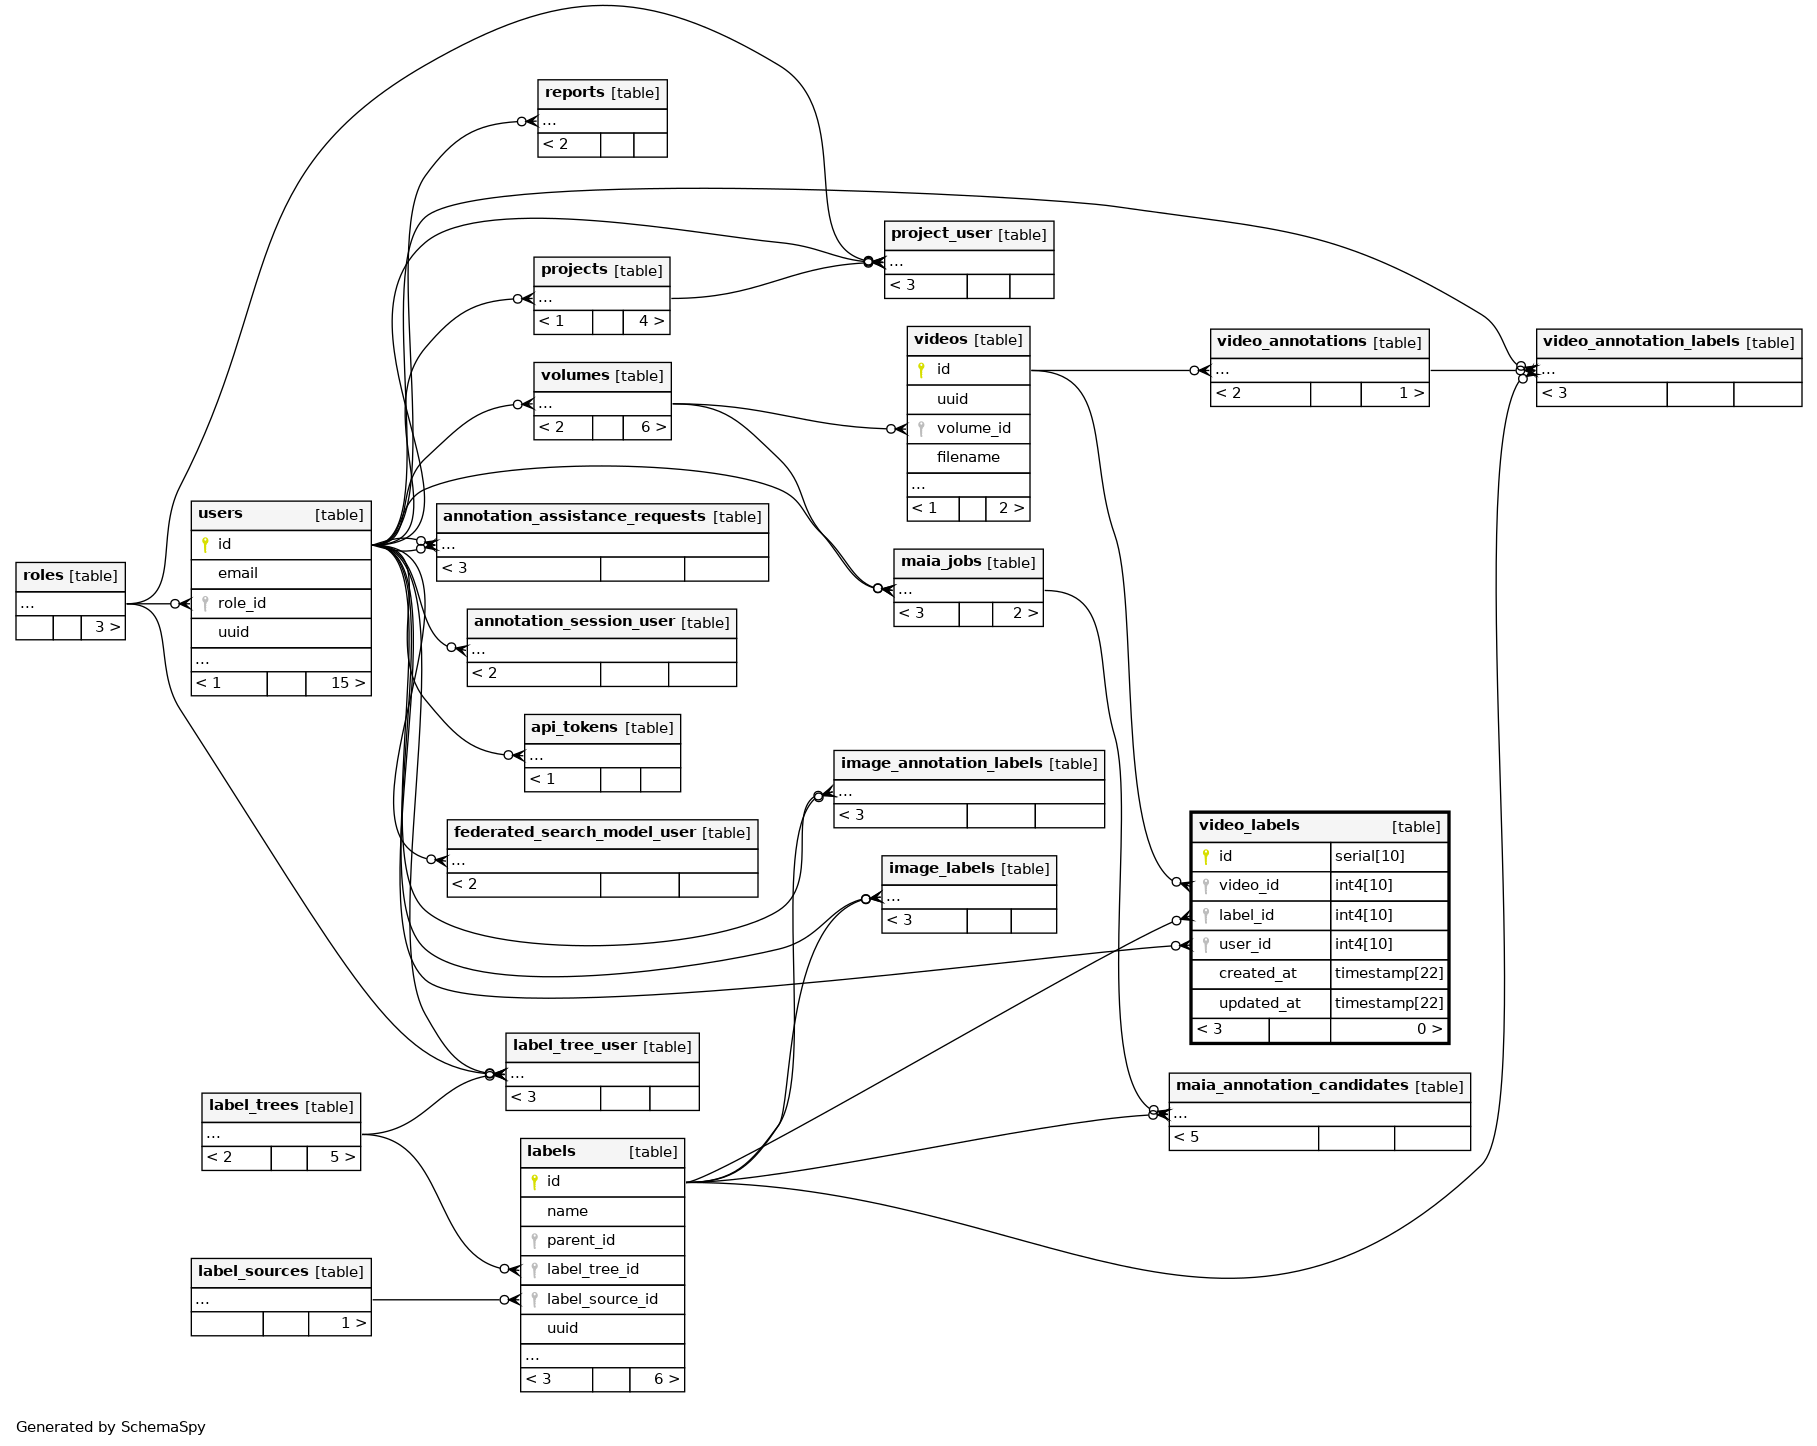 reports [table]
...
< 2
project_user [table]
...
< 3
projects [table]
...
< 1 4 >
videos [table]
id
uuid
volume_id
filename
...
< 1 2 >
video_annotations [table]
...
< 2 1 >
video_annotation_labels [table]
...
< 3
volumes [table]
...
< 2 6 >
users [table]
id
email
role_id
uuid
...
< 1 15 >
annotation_assistance_requests [table]
...
< 3
roles [table]
...
3 >
maia_jobs [table]
...
< 3 2 >
annotation_session_user [table]
...
< 2
api_tokens [table]
...
< 1
image_annotation_labels [table]
...
< 3
federated_search_model_user [table]
...
< 2
video_labels [table]
id serial[10]
video_id int4[10]
label_id int4[10]
user_id int4[10]
created_at timestamp[22]
updated_at timestamp[22]
< 3 0 >
image_labels [table]
...
< 3
label_tree_user [table]
...
< 3
maia_annotation_candidates [table]
...
< 5
label_trees [table]
...
< 2 5 >
labels [table]
id
name
parent_id
label_tree_id
label_source_id
uuid
...
< 3 6 >
label_sources [table]
...
1 >
Generated by SchemaSpy